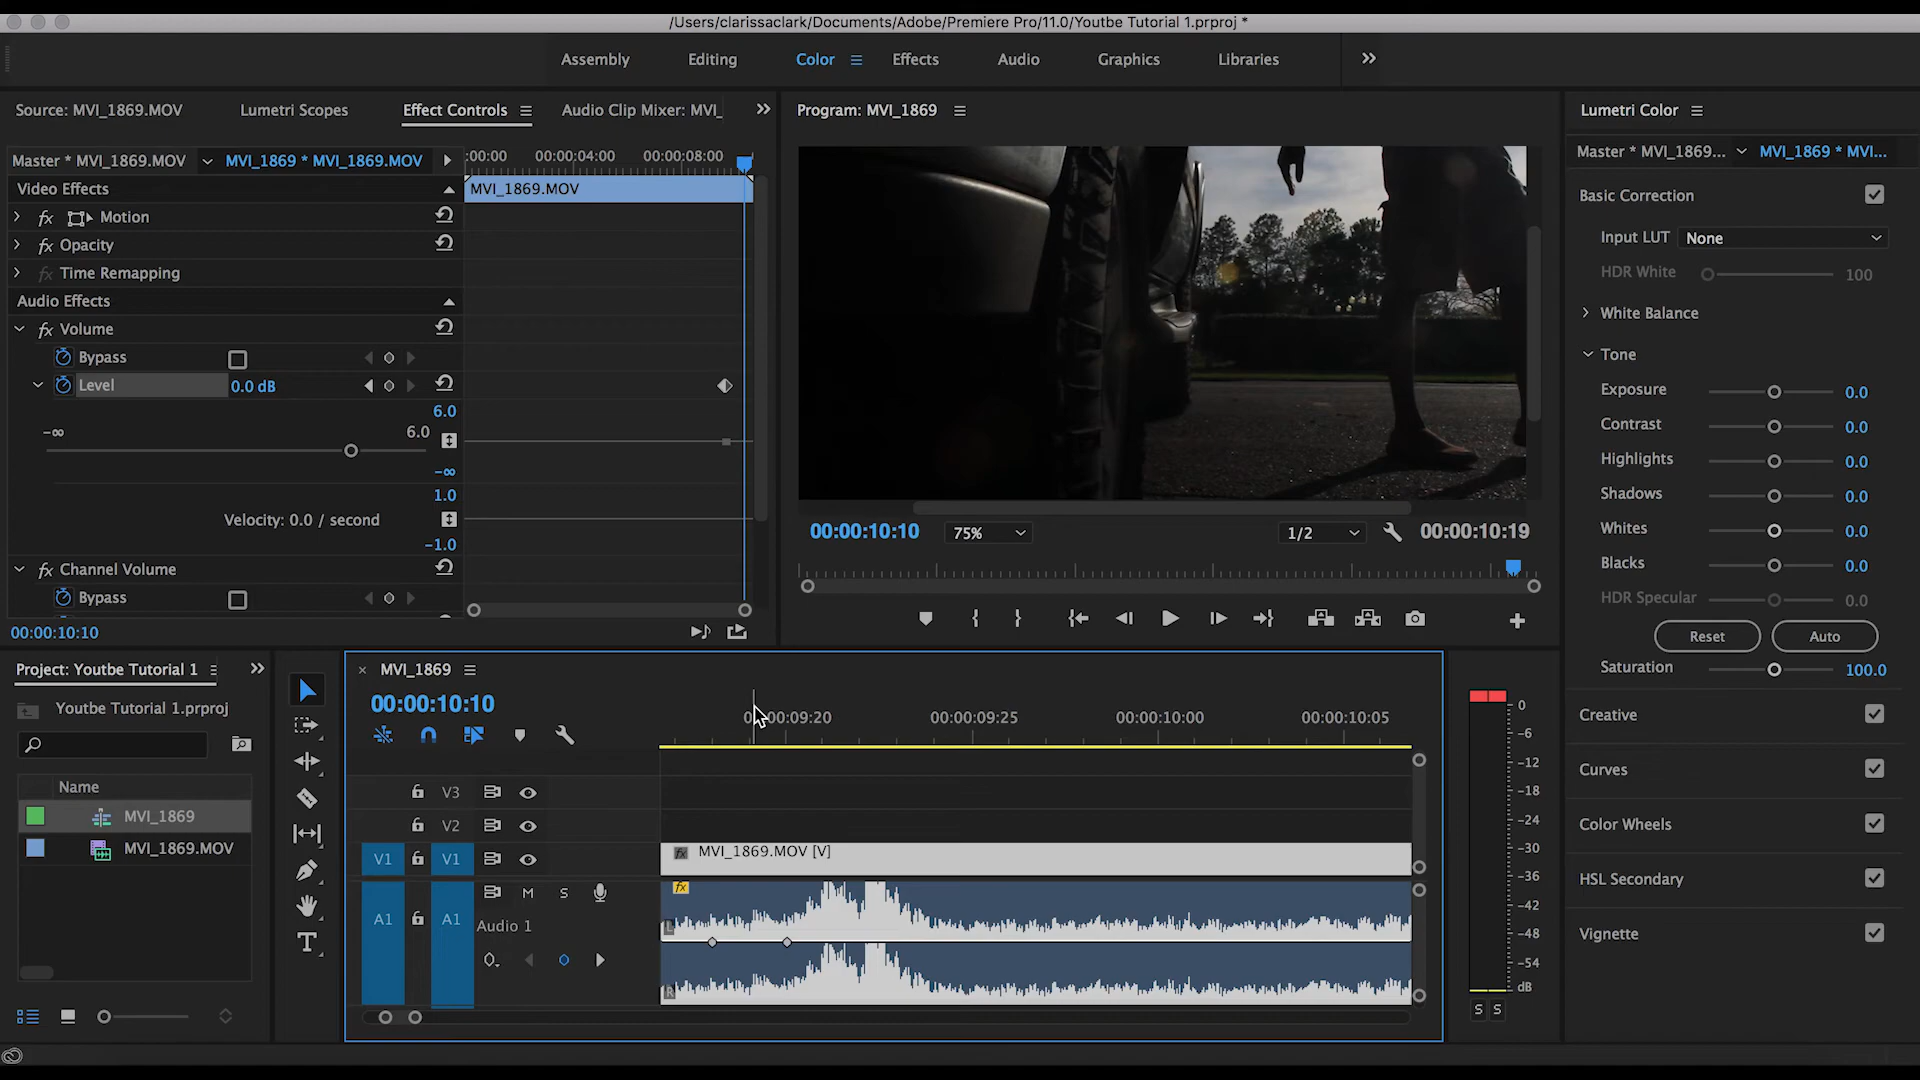 /Users/clarissaclark/Documents/Adobe/Premiere Pro/11.0/Youtbe Tutorial 1.prproj *
Assembly
Editing
Color
Effects
Audio
Graphics
Libraries
Source: MVI_1869.MOV
Lumetri Scopes
Effect Controls
Audio Clip Mixer: MVI_
Program: MVI_1869
Lumetri Color
Master * MVI_1869.MOV
MVI_1869 * MVI_1869.MOV
:00:00
00:00:04:00
00:00:08:00
Video Effects
MVI_1869.MOV
fx Motion
fx Opacity
fx Time Remapping
Audio Effects
fx Volume
Bypass
Level
0.0 dB
6.0
-∞
6.0
-∞
1.0
Velocity: 0.0 / second
-1.0
fx Channel Volume
Bypass
00:00:10:10
00:00:10:10
75%
1/2
00:00:10:19
Master * MVI_1869...
MVI_1869 * MVI...
Basic Correction
Input LUT
None
HDR White
100
White Balance
Tone
Exposure
0.0
Contrast
0.0
Highlights
0.0
Shadows
0.0
Whites
0.0
Blacks
0.0
HDR Specular
0.0
Reset
Auto
Saturation
100.0
Creative
Curves
Color Wheels
HSL Secondary
Vignette
Project: Youtbe Tutorial 1
Youtbe Tutorial 1.prproj
Name
MVI_1869
MVI_1869.MOV
T
MVI_1869
00:00:10:10
00:00:09:20
00:00:09:25
00:00:10:00
00:00:10:05
V3
V2
V1
V1
fx MVI_1869.MOV [V]
A1
A1
M
S
Audio 1
fx
L
R
0
-6
-12
-18
-24
-30
-36
-42
-48
-54
dB
S
S